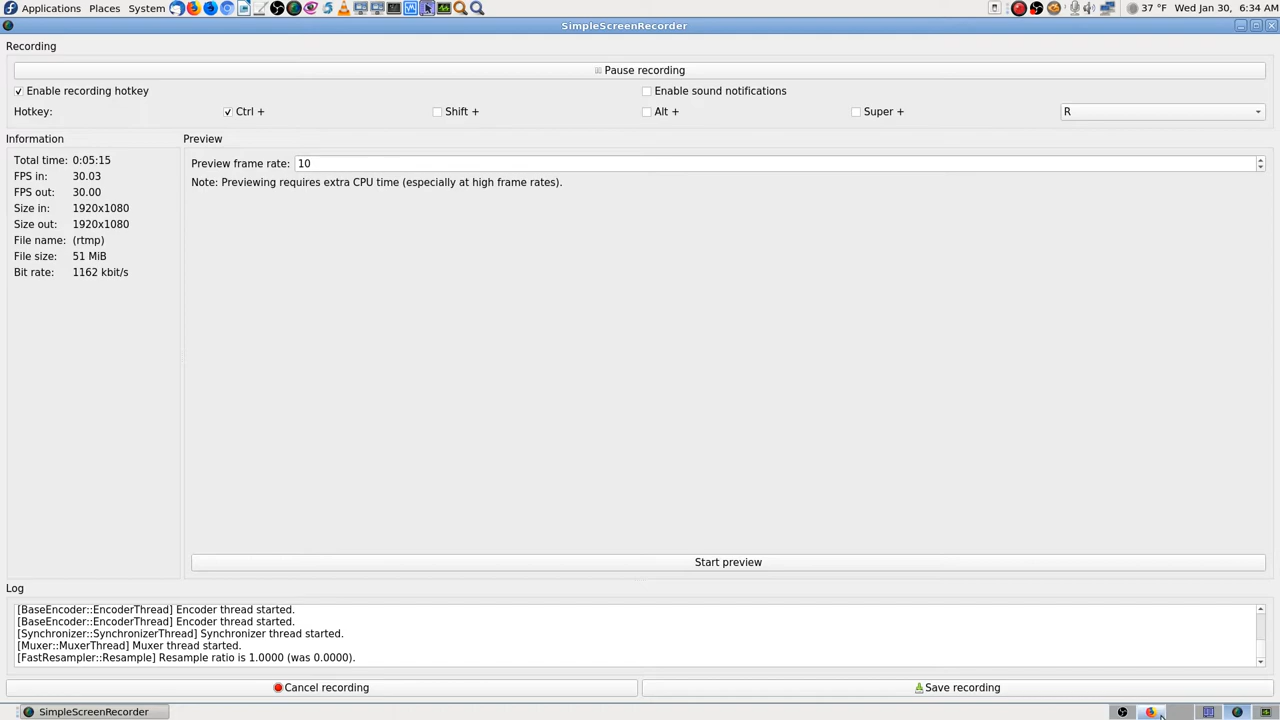 Applications Places System 37 °F Wed Jan 30, 6:34 AM
SimpleScreenRecorder
Recording
Pause recording
Enable recording hotkey Enable sound notifications
Hotkey: Ctrl + Shift + Alt + Super + R
Information
Total time: 0:05:15
FPS in: 30.03
FPS out: 30.00
Size in: 1920x1080
Size out: 1920x1080
File name: (rtmp)
File size: 51 MiB
Bit rate: 1162 kbit/s
Preview
Preview frame rate: 10
Note: Previewing requires extra CPU time (especially at high frame rates).
Start preview
Log
[BaseEncoder::EncoderThread] Encoder thread started.
[BaseEncoder::EncoderThread] Encoder thread started.
[Synchronizer::SynchronizerThread] Synchronizer thread started.
[Muxer::MuxerThread] Muxer thread started.
[FastResampler::Resample] Resample ratio is 1.0000 (was 0.0000).
Cancel recording Save recording
SimpleScreenRecorder